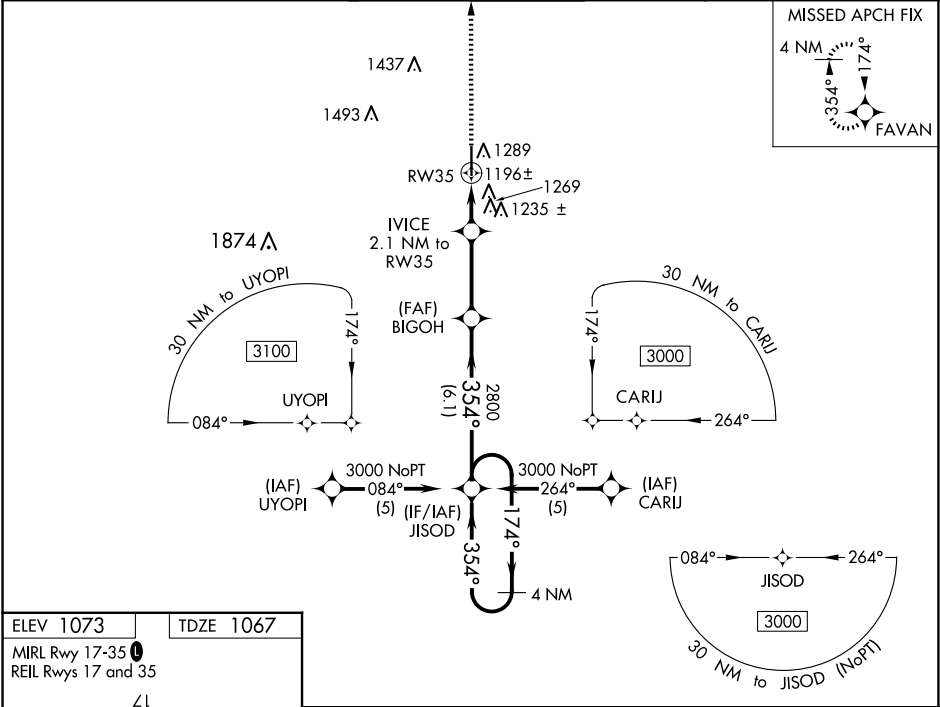 MISSED APCH FIX
4 NM
174°
354°
FAVAN
1437
1493
1289
RW35
1196±
1269
1235 ±
IVICE
2.1 NM to
RW35
1874
30 NM to UYOPI
174°
3100
UYOPI
084°
(FAF)
BIGOH
30 NM to CARIJ
174°
3000
CARIJ
264°
2800
354°
(6.1)
(IAF)
UYOPI
3000 NoPT
084°
(5)
(IF/IAF)
JISOD
3000 NoPT
264°
(5)
(IAF)
CARIJ
174°
354°
4 NM
084°
264°
JISOD
3000
30 NM to JISOD (NoPT)
ELEV 1073
TDZE 1067
MIRL Rwy 17-35 L
REIL Rwys 17 and 35
17